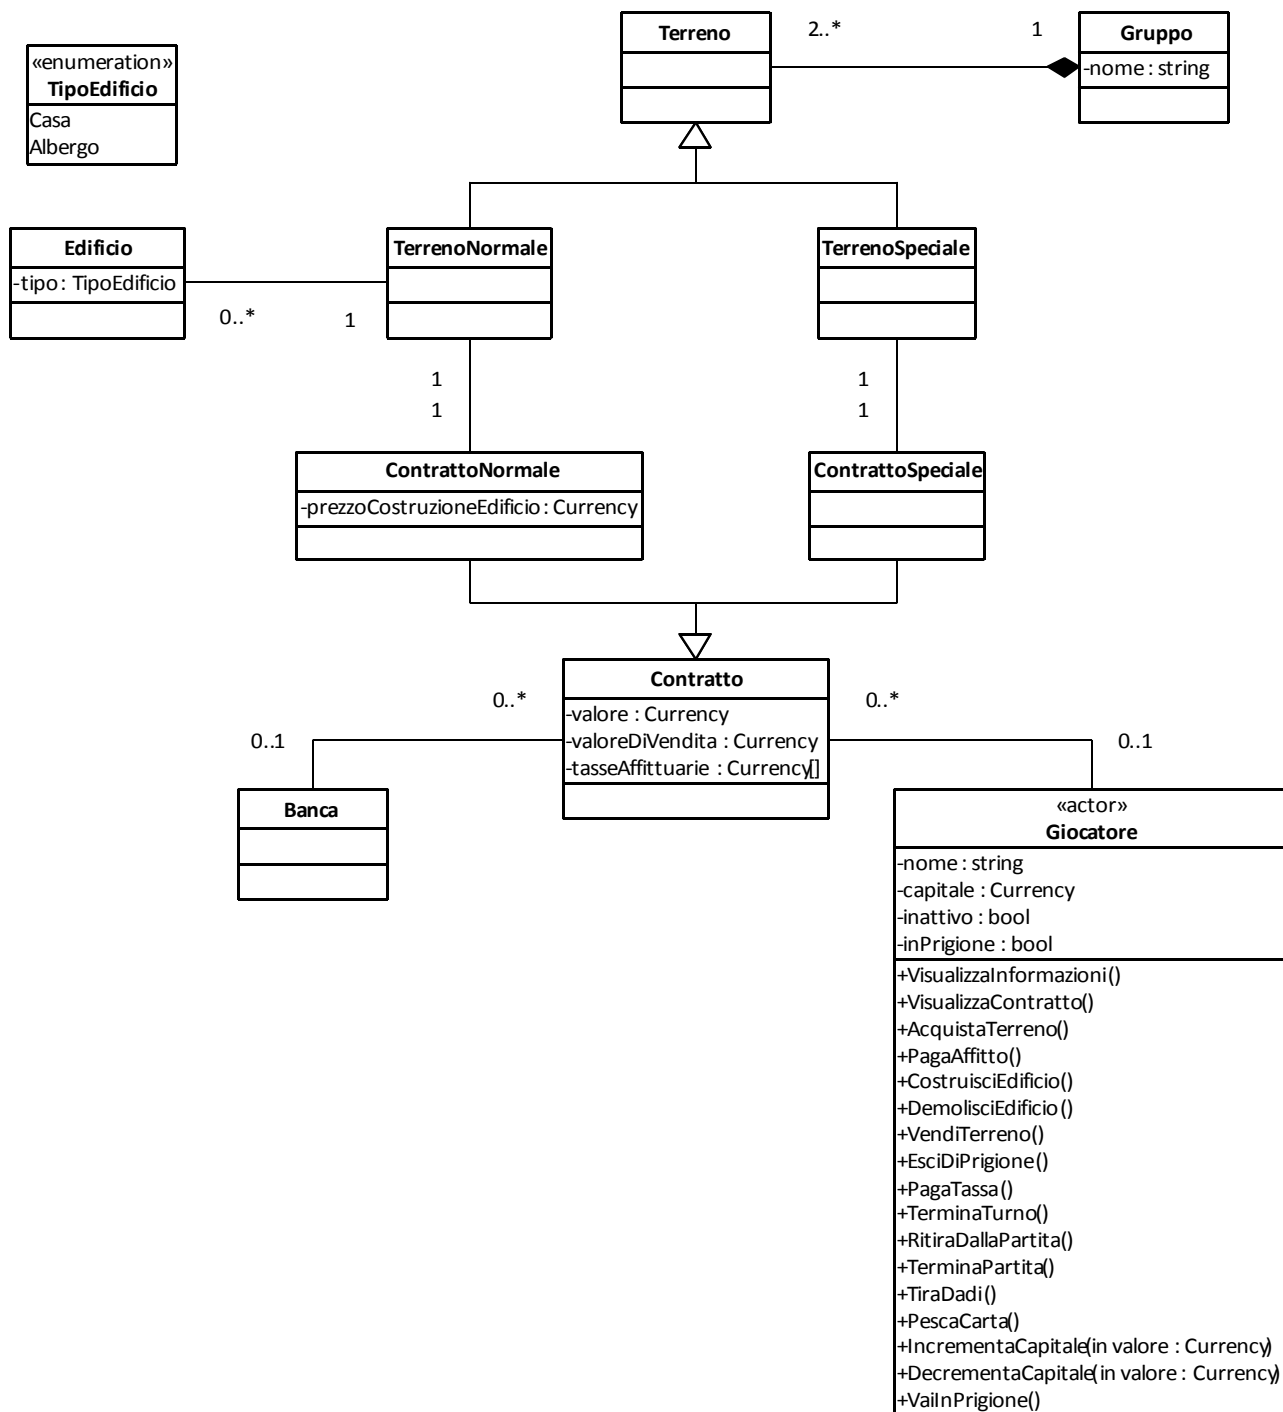 Terreno
2..*
1
Gruppo
-nome : string
«enumeration»
TipoEdificio
Casa
Albergo
Edificio
-tipo : TipoEdificio
0..*
1
TerrenoNormale
TerrenoSpeciale
1
1
1
1
ContrattoNormale
-prezzoCostruzioneEdificio : Currency
ContrattoSpeciale
Contratto
-valore : Currency
-valoreDiVendita : Currency
-tasseAffittuarie : Currency[]
0..*
0..1
0..*
0..1
Banca
«actor»
Giocatore
-nome : string
-capitale : Currency
-inattivo : bool
-inPrigione : bool
+VisualizzaInformazioni()
+VisualizzaContratto()
+AcquistaTerreno()
+PagaAffitto()
+CostruisciEdificio()
+DemolisciEdificio()
+VendiTerreno()
+EsciDiPrigione()
+PagaTassa()
+TerminaTurno()
+RitiraDallaPartita()
+TerminaPartita()
+TiraDadi()
+PescaCarta()
+IncrementaCapitale(in valore : Currency)
+DecrementaCapitale(in valore : Currency)
+VaiInPrigione()